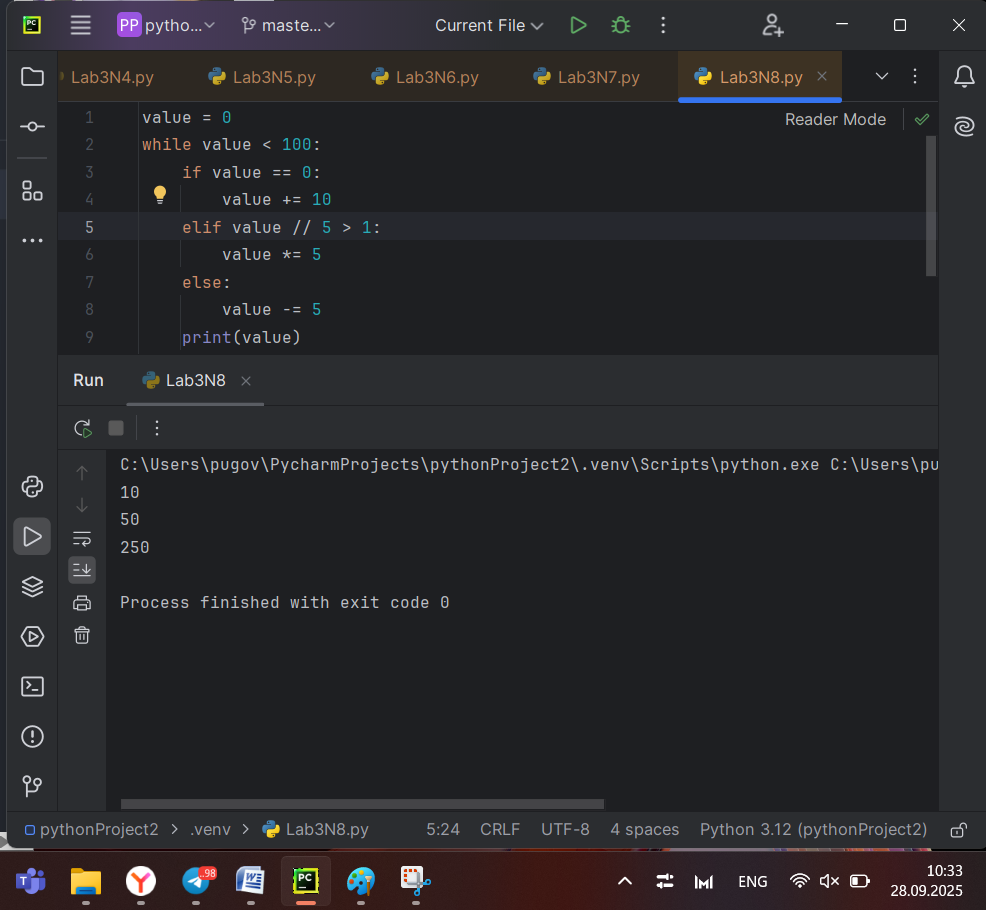 PC PP pytho... maste... Current File
Lab3N4.py Lab3N5.py Lab3N6.py Lab3N7.py Lab3N8.py
Reader Mode
1 value = 0
2 while value < 100:
3     if value == 0:
4         value += 10
5     elif value // 5 > 1:
6         value *= 5
7     else:
8         value -= 5
9     print(value)
Run Lab3N8
C:\Users\pugov\PycharmProjects\pythonProject2\.venv\Scripts\python.exe C:\Users\pu
10
50
250
Process finished with exit code 0
pythonProject2 > .venv > Lab3N8.py 5:24 CRLF UTF-8 4 spaces Python 3.12 (pythonProject2)
T Y .98 W PC ENG 10:33
28.09.2025